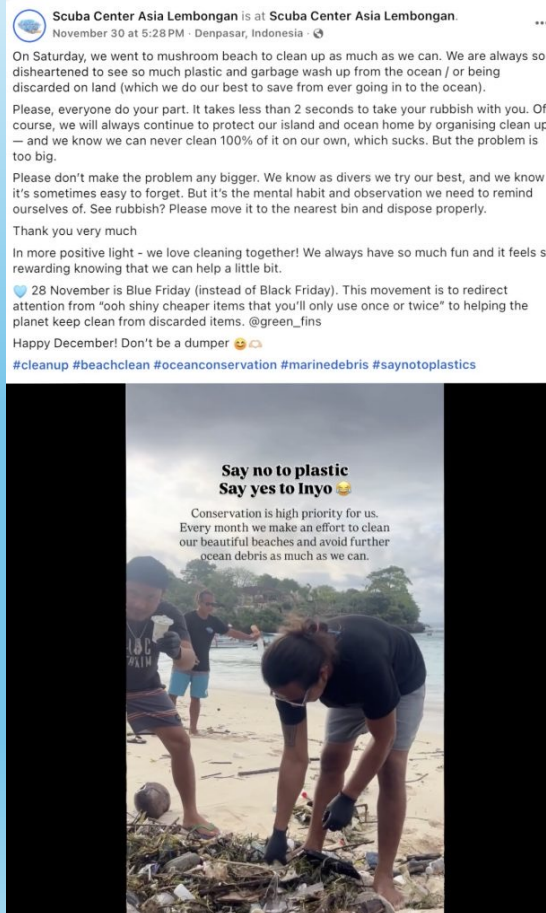 Scuba Center Asia Lembongan is at Scuba Center Asia Lembongan.
November 30 at 5:28 PM · Denpasar, Indonesia ·
On Saturday, we went to mushroom beach to clean up as much as we can. We are always so
disheartened to see so much plastic and garbage wash up from the ocean / or being
discarded on land (which we do our best to save from ever going in to the ocean).
Please, everyone do your part. It takes less than 2 seconds to take your rubbish with you. Of
course, we will always continue to protect our island and ocean home by organising clean up
— and we know we can never clean 100% of it on our own, which sucks. But the problem is
too big.
Please don't make the problem any bigger. We know as divers we try our best, and we know
it's sometimes easy to forget. But it's the mental habit and observation we need to remind
ourselves of. See rubbish? Please move it to the nearest bin and dispose properly.
Thank you very much
In more positive light - we love cleaning together! We always have so much fun and it feels s
rewarding knowing that we can help a little bit.
🩵 28 November is Blue Friday (instead of Black Friday). This movement is to redirect
attention from “ooh shiny cheaper items that you'll only use once or twice” to helping the
planet keep clean from discarded items. @green_fins
Happy December! Don't be a dumper 😆🫶🏻
#cleanup #beachclean #oceanconservation #marinedebris #saynotoplastics
Say no to plastic
Say yes to Inyo 😂
Conservation is high priority for us.
Every month we make an effort to clean
our beautiful beaches and avoid further
ocean debris as much as we can.